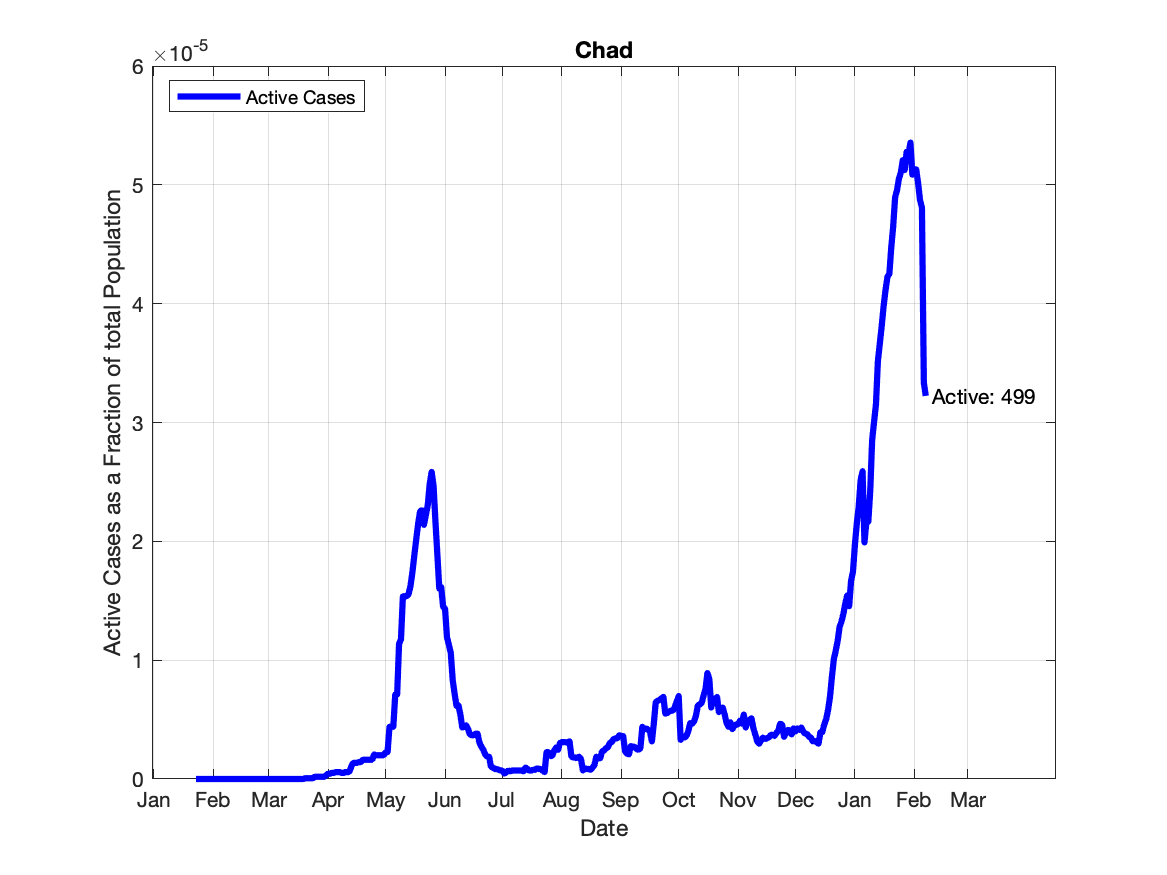 Chad
×10-5
6
5
4
3
2
1
0
Active Cases
Active: 499
Active Cases as a Fraction of total Population
Jan Feb Mar Apr May Jun Jul Aug Sep Oct Nov Dec Jan Feb Mar
Date